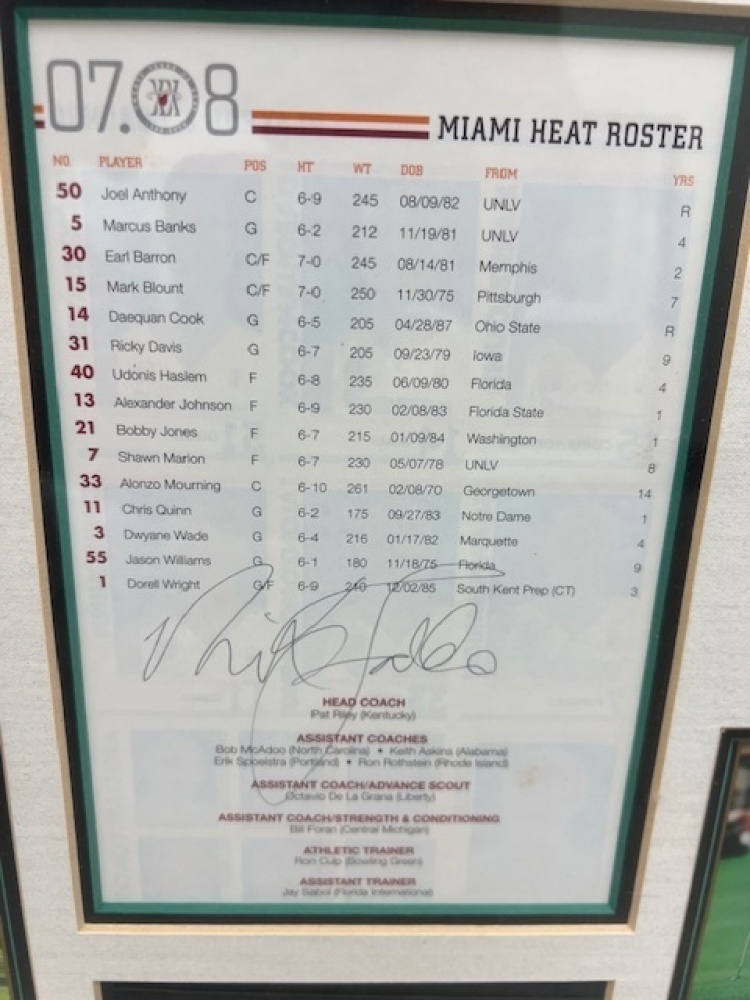 07.08
MIAMI HEAT ROSTER
NO. PLAYER POS HT WT DOB FROM YRS
50 Joel Anthony C 6-9 245 08/09/82 UNLV R
5 Marcus Banks G 6-2 212 11/19/81 UNLV 4
30 Earl Barron C/F 7-0 245 08/14/81 Memphis 2
15 Mark Blount C/F 7-0 250 11/30/75 Pittsburgh 7
14 Daequan Cook G 6-5 205 04/28/87 Ohio State R
31 Ricky Davis G 6-7 205 09/23/79 Iowa 9
40 Udonis Haslem F 6-8 235 06/09/80 Florida 4
13 Alexander Johnson F 6-9 230 02/08/83 Florida State 1
21 Bobby Jones F 6-7 215 01/09/84 Washington 1
7 Shawn Marion F 6-7 230 05/07/78 UNLV 8
33 Alonzo Mourning C 6-10 261 02/08/70 Georgetown 14
11 Chris Quinn G 6-2 175 09/27/83 Notre Dame 1
3 Dwyane Wade G 6-4 216 01/17/82 Marquette 4
55 Jason Williams G 6-1 180 11/18/75 Florida 9
1 Dorell Wright G/F 6-9 210 12/02/85 South Kent Prep (CT) 3
HEAD COACH
Pat Riley (Kentucky)
ASSISTANT COACHES
Bob McAdoo (North Carolina) • Keith Askins (Alabama)
Erik Spoelstra (Portland) • Ron Rothstein (Rhode Island)
ASSISTANT COACH/ADVANCE SCOUT
Octavio De La Grana (Liberty)
ASSISTANT COACH/STRENGTH & CONDITIONING
Bill Foran (Central Michigan)
ATHLETIC TRAINER
Ron Culp (Bowling Green)
ASSISTANT TRAINER
Jay Sabol (Florida International)